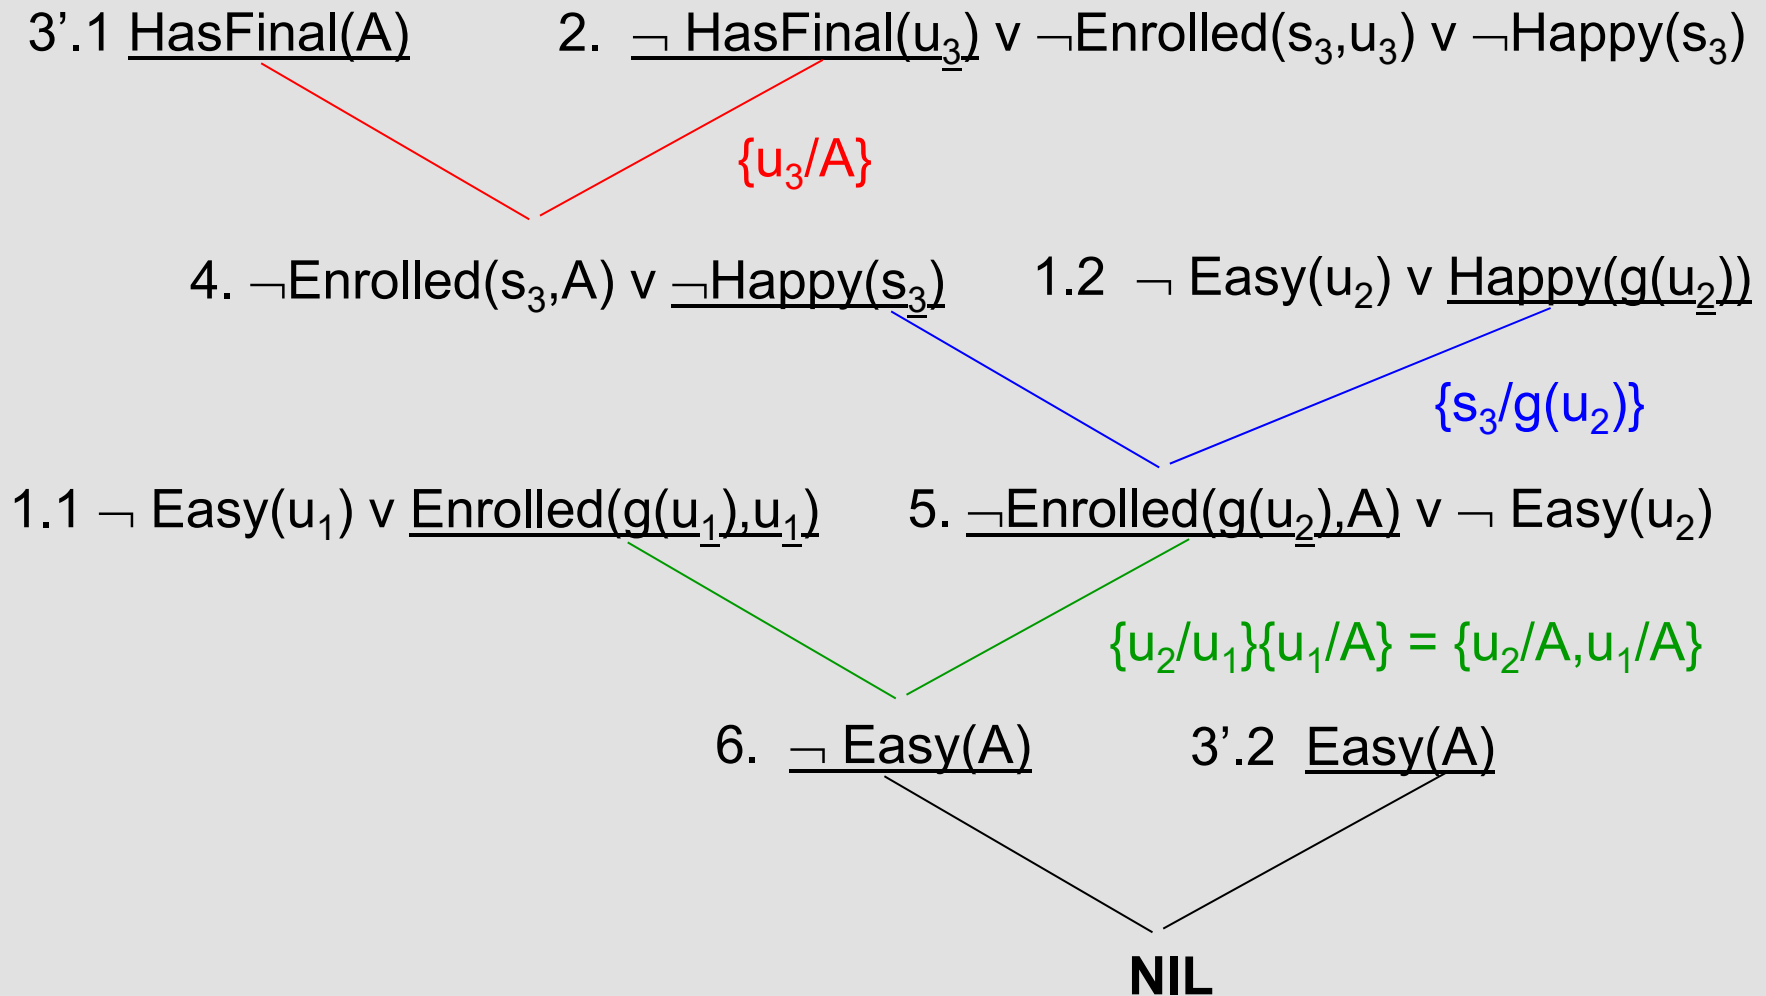 3’.1 HasFinal(A) 2. ¬ HasFinal(u₃) v ¬Enrolled(s₃,u₃) v ¬Happy(s₃)
{u₃/A}
4. ¬Enrolled(s₃,A) v ¬Happy(s₃) 1.2 ¬ Easy(u₂) v Happy(g(u₂))
{s₃/g(u₂)}
1.1 ¬ Easy(u₁) v Enrolled(g(u₁),u₁) 5. ¬Enrolled(g(u₂),A) v ¬ Easy(u₂)
{u₂/u₁}{u₁/A} = {u₂/A,u₁/A}
6. ¬ Easy(A) 3’.2 Easy(A)
NIL